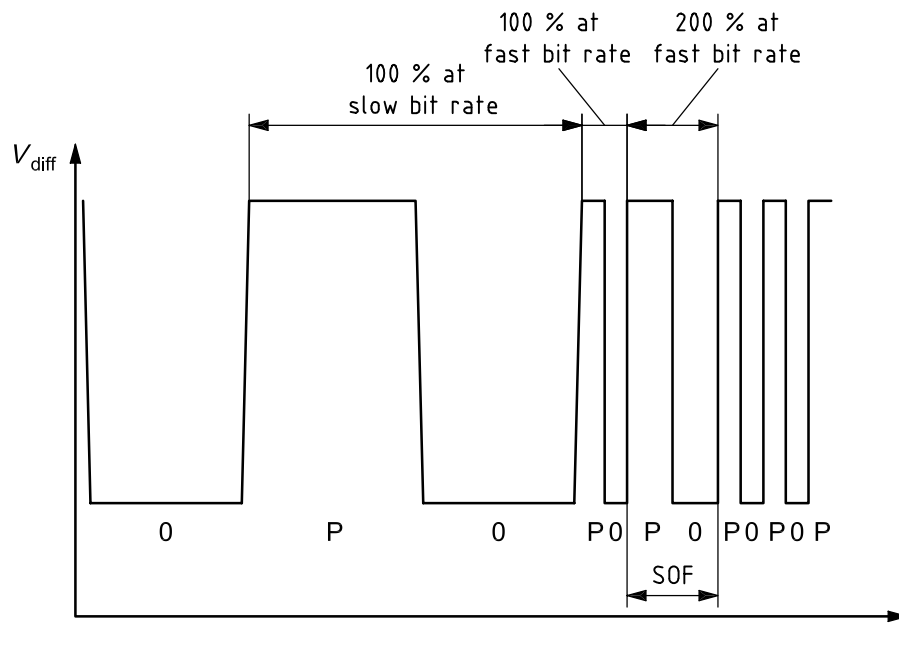 100 % at
fast bit rate
200 % at
fast bit rate
100 % at
slow bit rate
Vdiff
0 P 0 P 0 P 0 P 0 P 0 P
SOF